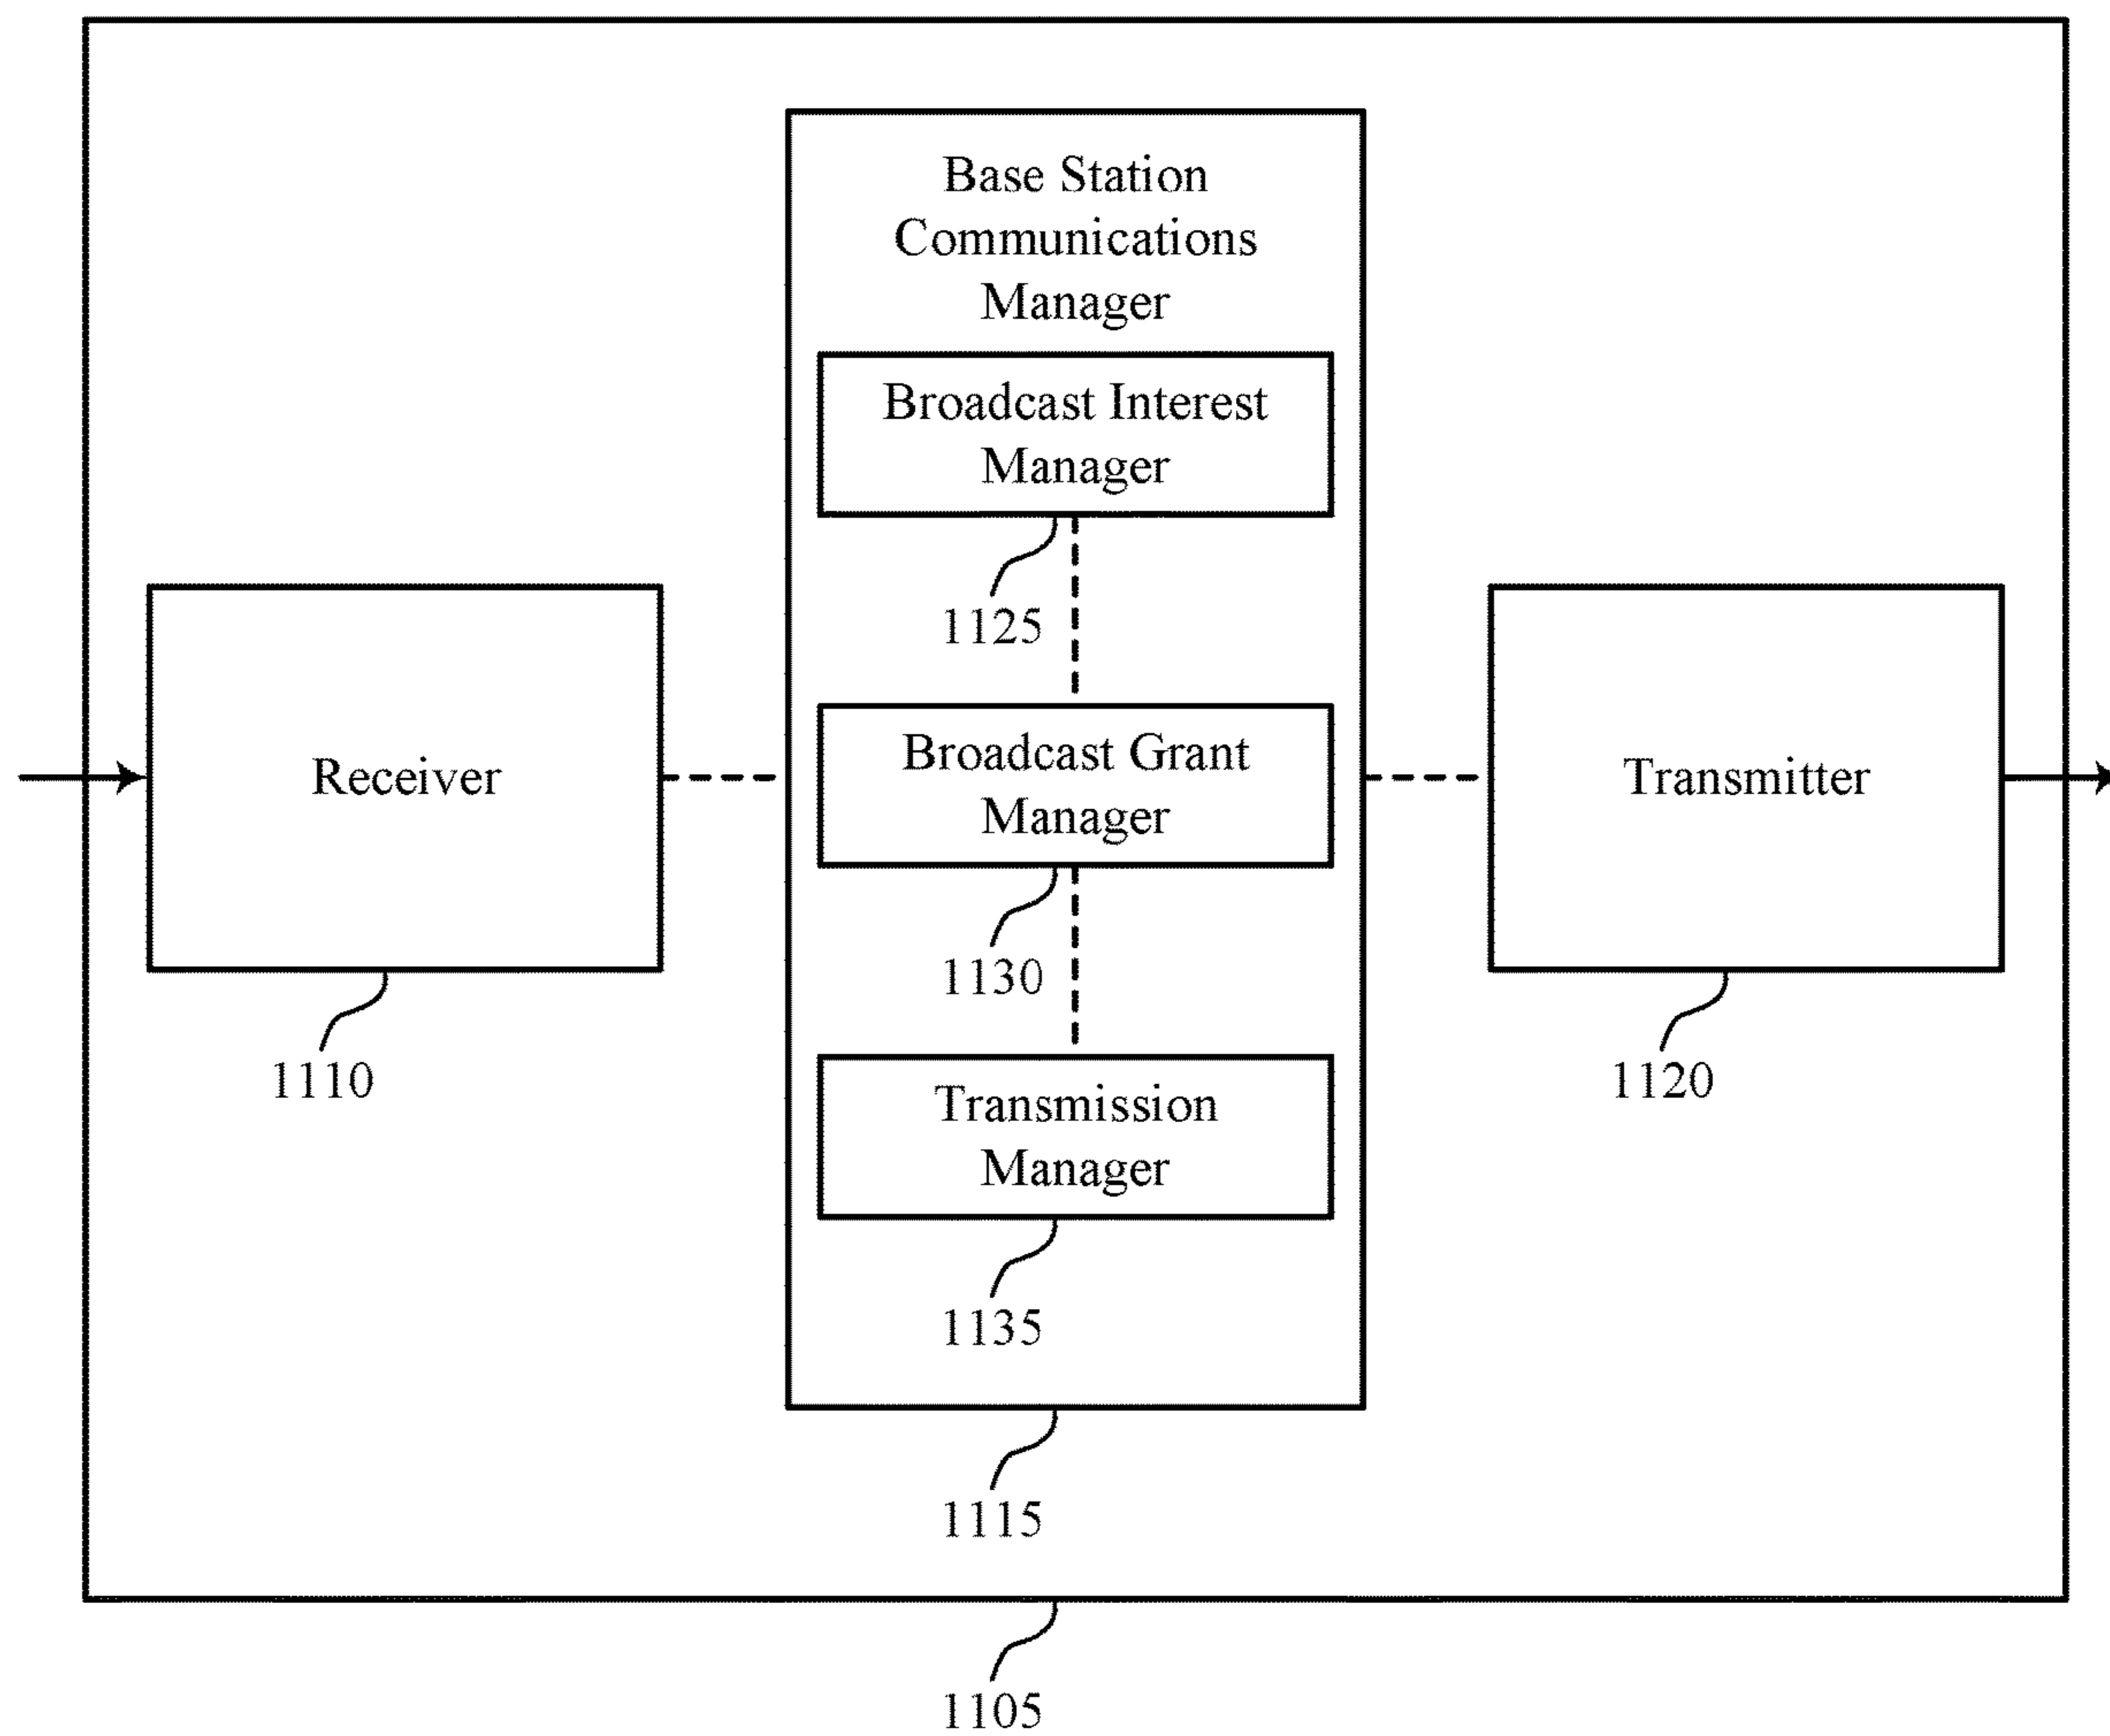 Base Station
Communications
Manager
Broadcast Interest
Manager
1125
Receiver
1110
Broadcast Grant
Manager
1130
Transmitter
1120
Transmission
Manager
1135
1115
1105